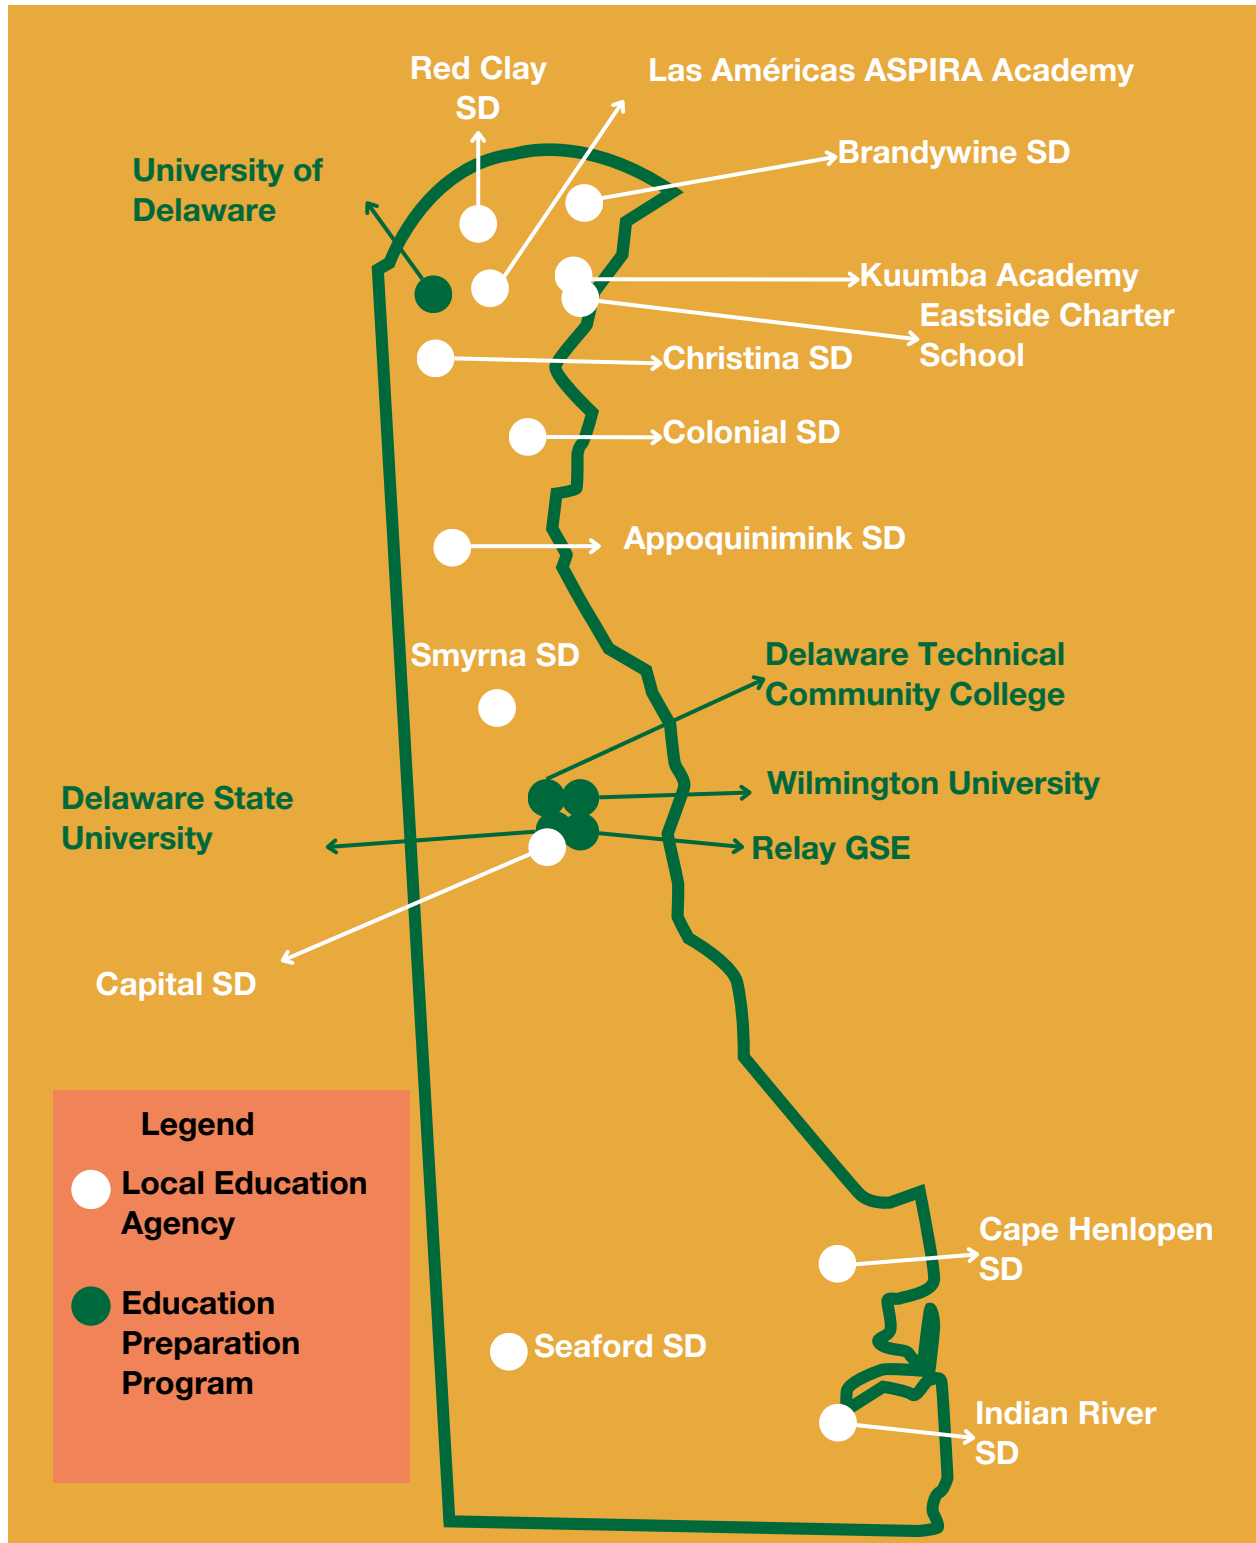 Red Clay
SD
Las Américas ASPIRA Academy
Brandywine SD
University of
Delaware
Kuumba Academy
Eastside Charter
School
Christina SD
Colonial SD
Appoquinimink SD
Smyrna SD
Delaware Technical
Community College
Wilmington University
Delaware State
University
Relay GSE
Capital SD
Legend
Local Education
Agency
Education
Preparation
Program
Cape Henlopen
SD
Seaford SD
Indian River
SD